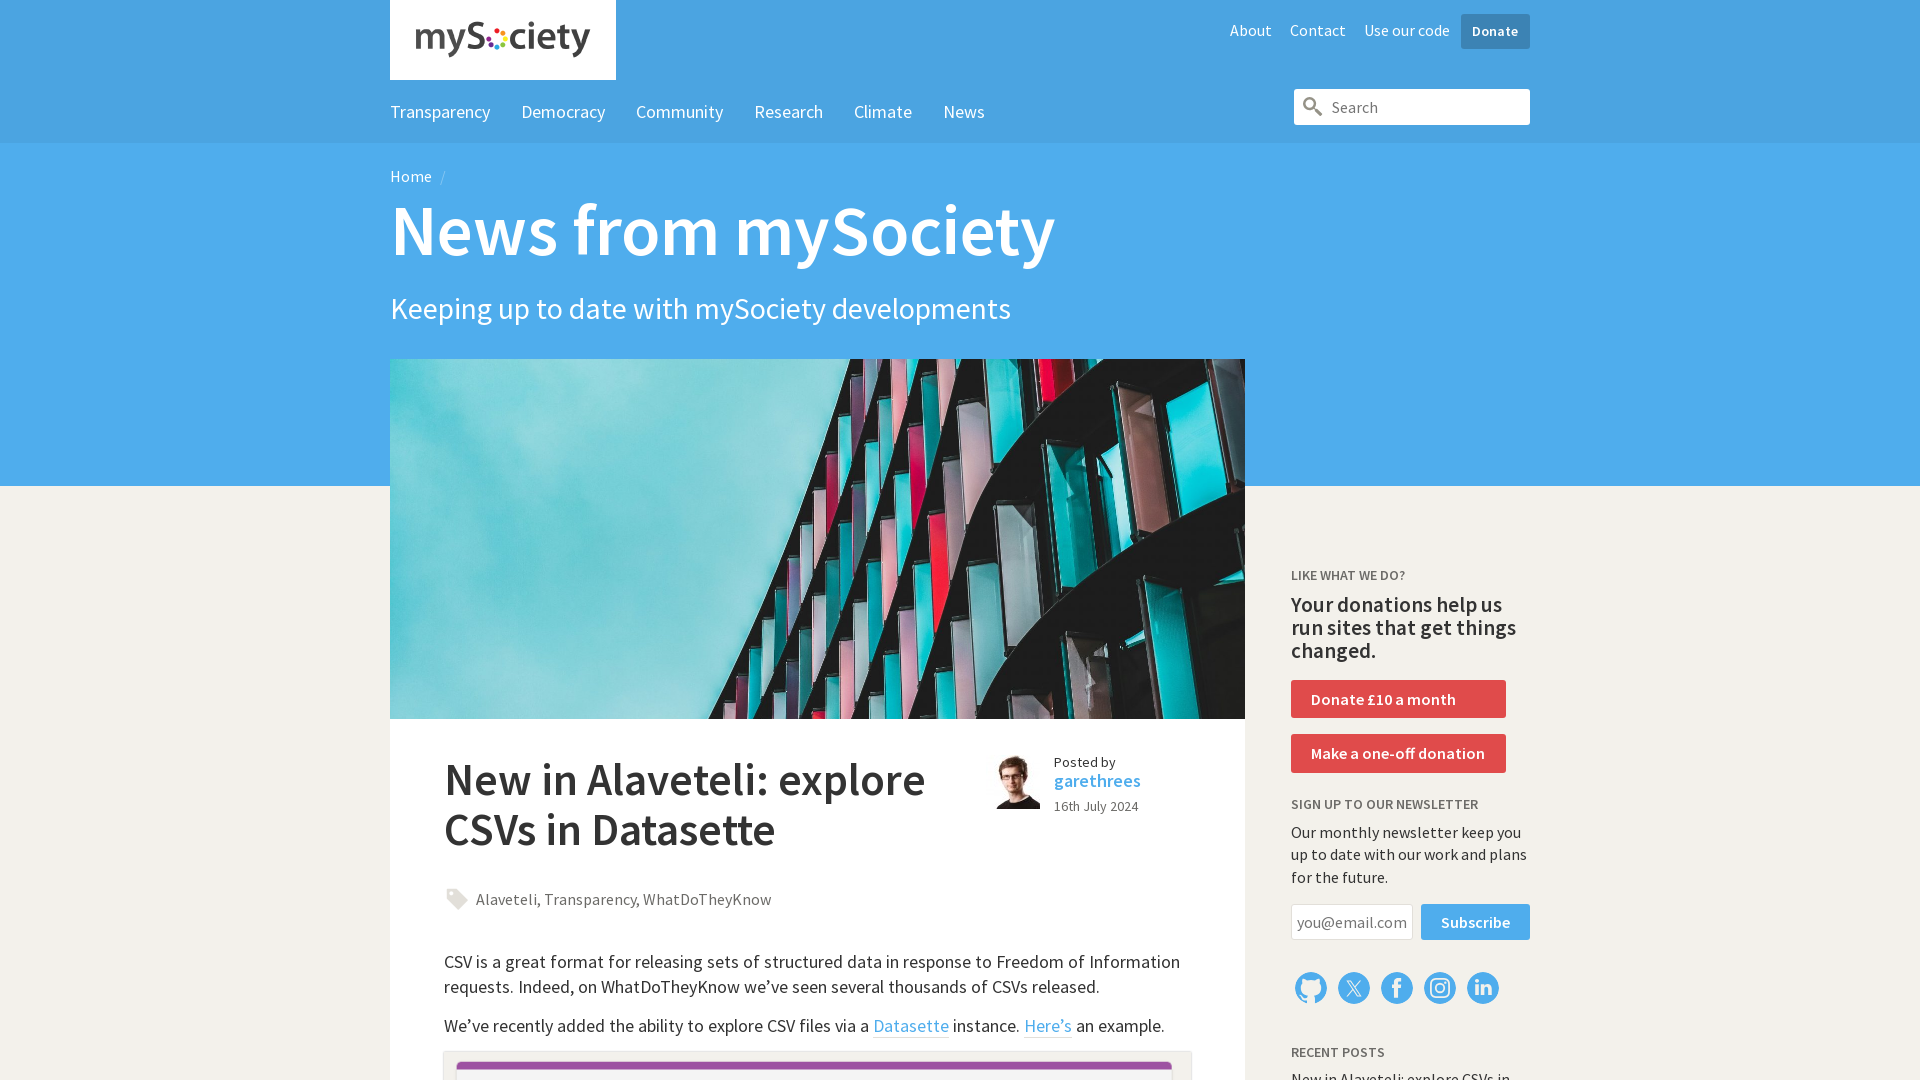 mySociety
About Contact Use our code Donate
Transparency Democracy Community Research Climate News
Search
Home /
News from mySociety
Keeping up to date with mySociety developments
New in Alaveteli: explore
CSVs in Datasette
Posted by
garethrees
16th July 2024
Alaveteli, Transparency, WhatDoTheyKnow
CSV is a great format for releasing sets of structured data in response to Freedom of Information
requests. Indeed, on WhatDoTheyKnow we’ve seen several thousands of CSVs released.
We’ve recently added the ability to explore CSV files via a Datasette instance. Here’s an example.
LIKE WHAT WE DO?
Your donations help us
run sites that get things
changed.
Donate £10 a month
Make a one-off donation
SIGN UP TO OUR NEWSLETTER
Our monthly newsletter keep you
up to date with our work and plans
for the future.
you@email.com Subscribe
RECENT POSTS
New in Alaveteli: explore CSVs in